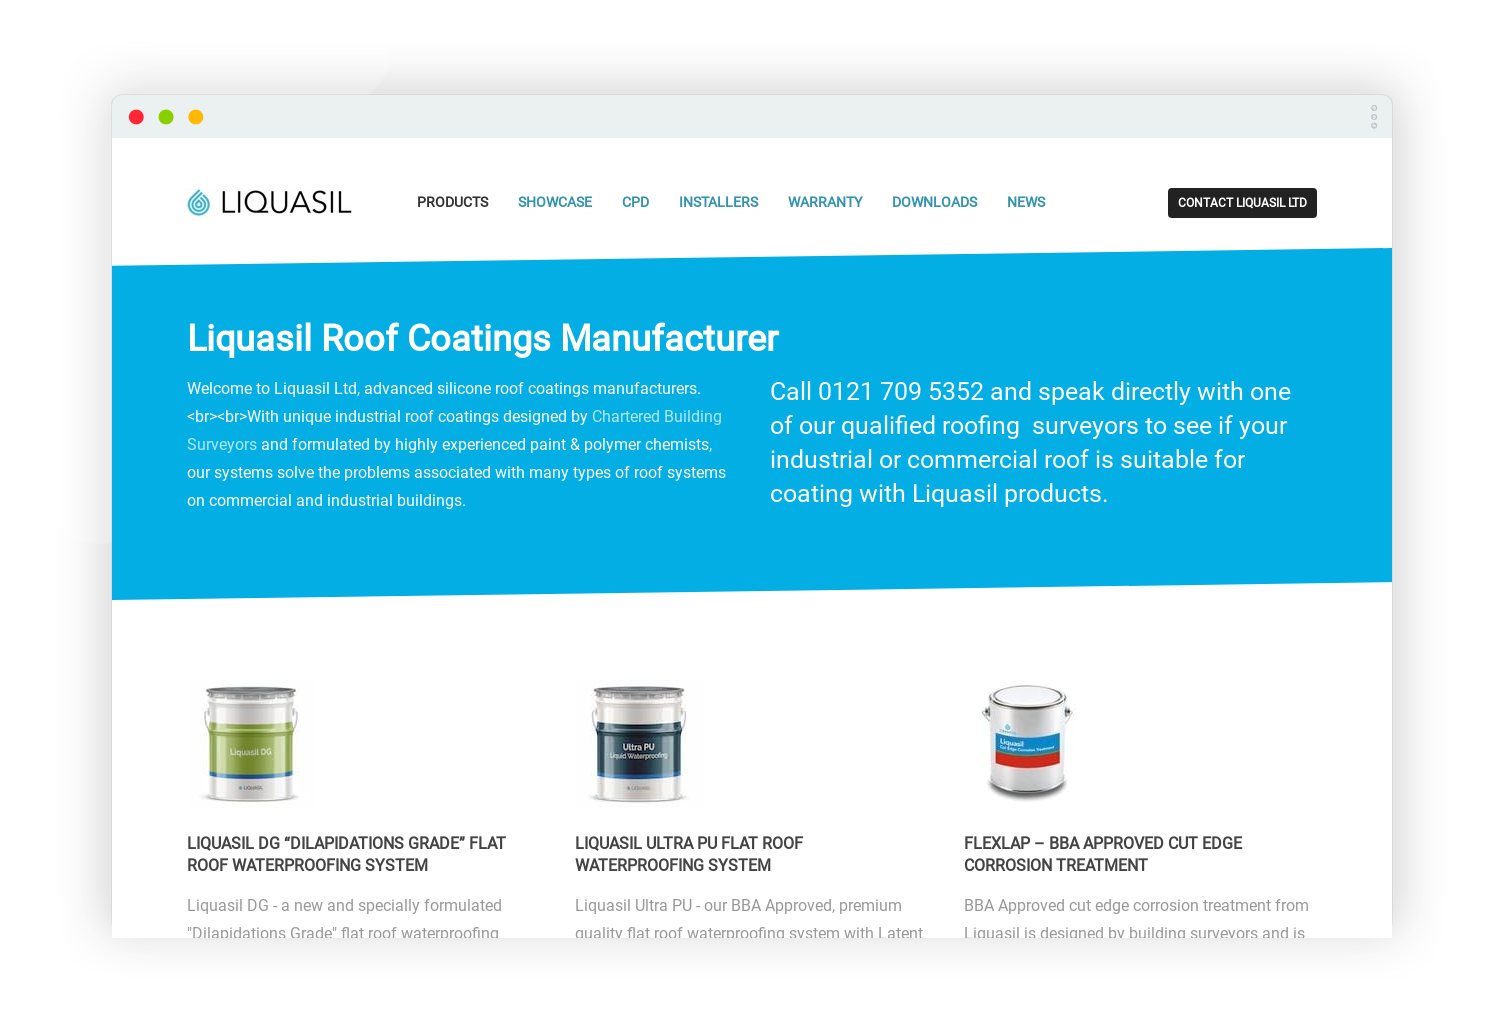 LIQUASIL
PRODUCTS SHOWCASE CPD INSTALLERS WARRANTY DOWNLOADS NEWS
CONTACT LIQUASIL LTD
Liquasil Roof Coatings Manufacturer
Welcome to Liquasil Ltd, advanced silicone roof coatings manufacturers.
<br><br>With unique industrial roof coatings designed by Chartered Building
Surveyors and formulated by highly experienced paint & polymer chemists,
our systems solve the problems associated with many types of roof systems
on commercial and industrial buildings.
Call 0121 709 5352 and speak directly with one
of our qualified roofing  surveyors to see if your
industrial or commercial roof is suitable for
coating with Liquasil products.
Liquasil DG
LIQUASIL
LIQUASIL DG “DILAPIDATIONS GRADE” FLAT
ROOF WATERPROOFING SYSTEM
Liquasil DG - a new and specially formulated
"Dilapidations Grade" flat roof waterproofing
Ultra PU
Liquid Waterproofing
LIQUASIL
LIQUASIL ULTRA PU FLAT ROOF
WATERPROOFING SYSTEM
Liquasil Ultra PU - our BBA Approved, premium
quality flat roof waterproofing system with Latent
Liquasil
Cut Edge Corrosion Treatment
FLEXLAP – BBA APPROVED CUT EDGE
CORROSION TREATMENT
BBA Approved cut edge corrosion treatment from
Liquasil is designed by building surveyors and is